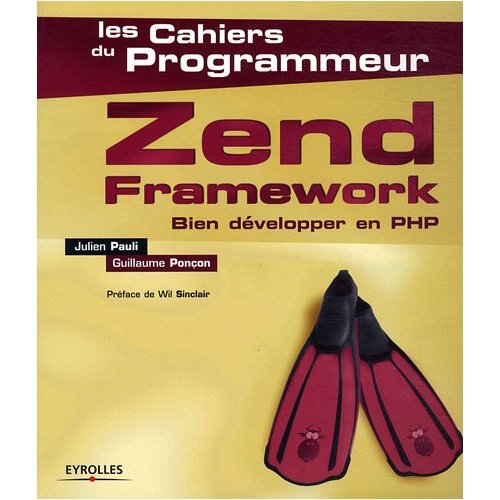 les Cahiers
du Programmeur
Zend
Framework
Bien développer en PHP
Julien Pauli
Guillaume Ponçon
Préface de Wil Sinclair
EYROLLES